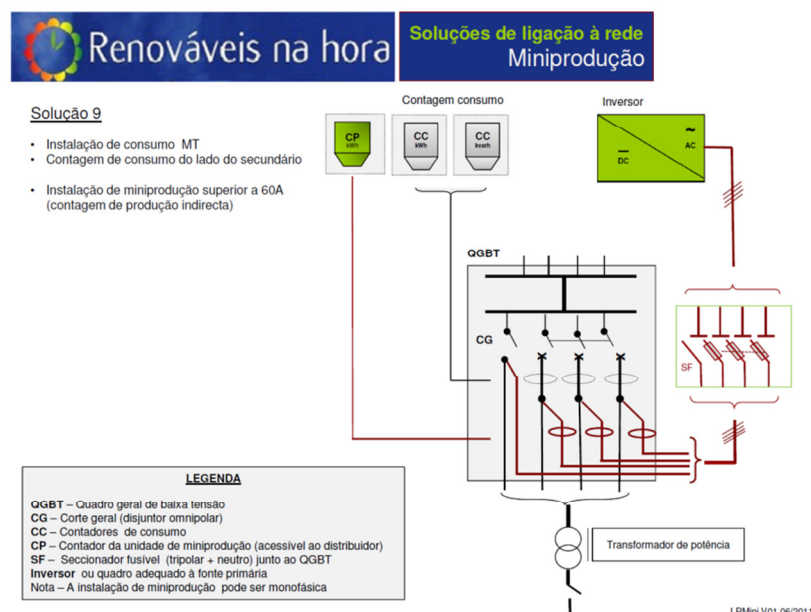 Renováveis na hora
Soluções de ligação à rede
Miniprodução
Solução 9
• Instalação de consumo MT
• Contagem de consumo do lado do secundário
• Instalação de miniprodução superior a 60A
(contagem de produção indirecta)
Contagem consumo
Inversor
CP
kWh
CC
kWh
CC
kvarh
~
AC
DC
QGBT
CG
SF
LEGENDA
QGBT – Quadro geral de baixa tensão
CG – Corte geral (disjuntor omnipolar)
CC – Contadores de consumo
CP – Contador da unidade de miniprodução (acessível ao distribuidor)
SF – Seccionador fusível (tripolar + neutro) junto ao QGBT
Inversor ou quadro adequado à fonte primária
Nota – A instalação de miniprodução pode ser monofásica
Transformador de potência